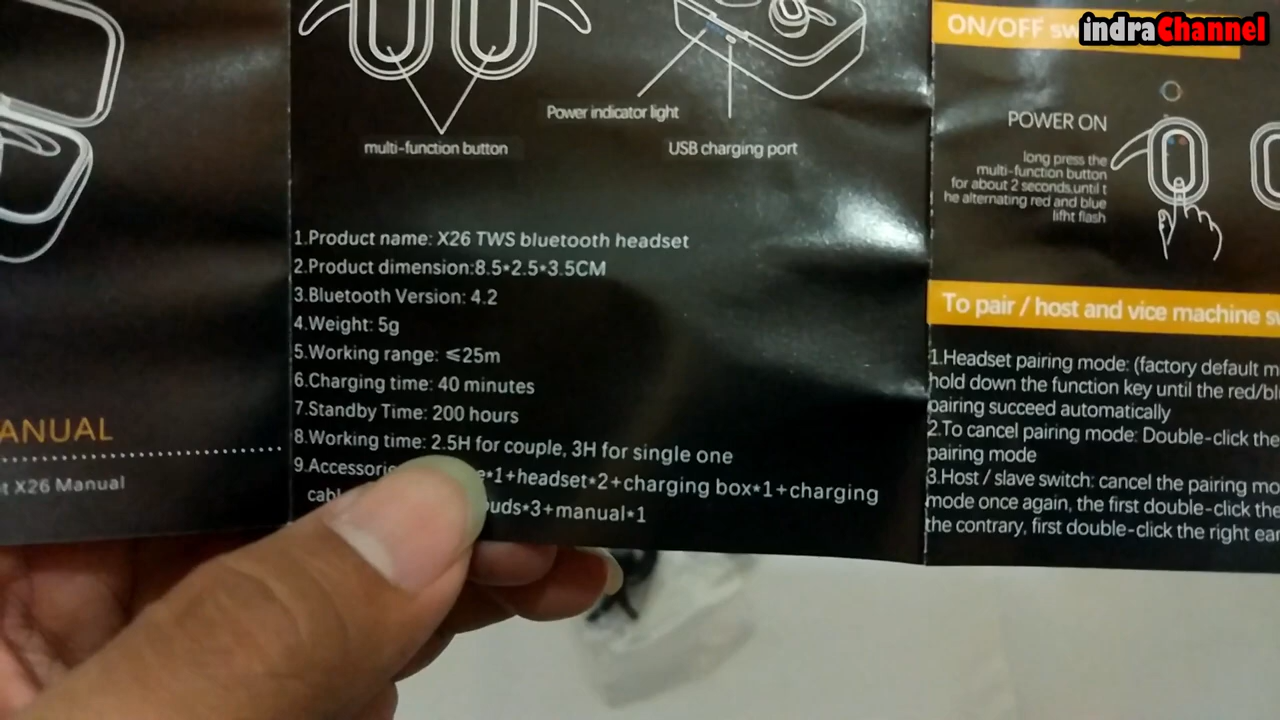 indraChannel
ANUAL
X26 Manual
Power indicator light
multi-function button
USB charging port
1.Product name: X26 TWS bluetooth headset
2.Product dimension:8.5*2.5*3.5CM
3.Bluetooth Version: 4.2
4.Weight: 5g
5.Working range: ≤25m
6.Charging time: 40 minutes
7.Standby Time: 200 hours
8.Working time: 2.5H for couple, 3H for single one
9.Accessorie *1+headset*2+charging box*1+charging
cabl uds*3+manual*1
ON/OFF sw
POWER ON
long press the
multi-function button
for about 2 seconds,until t
he alternating red and blue
lifht flash
To pair / host and vice machine sw
1.Headset pairing mode: (factory default m
hold down the function key until the red/blu
pairing succeed automatically
2.To cancel pairing mode: Double-click the
pairing mode
3.Host / slave switch: cancel the pairing mo
mode once again, the first double-click the
the contrary, first double-click the right ear